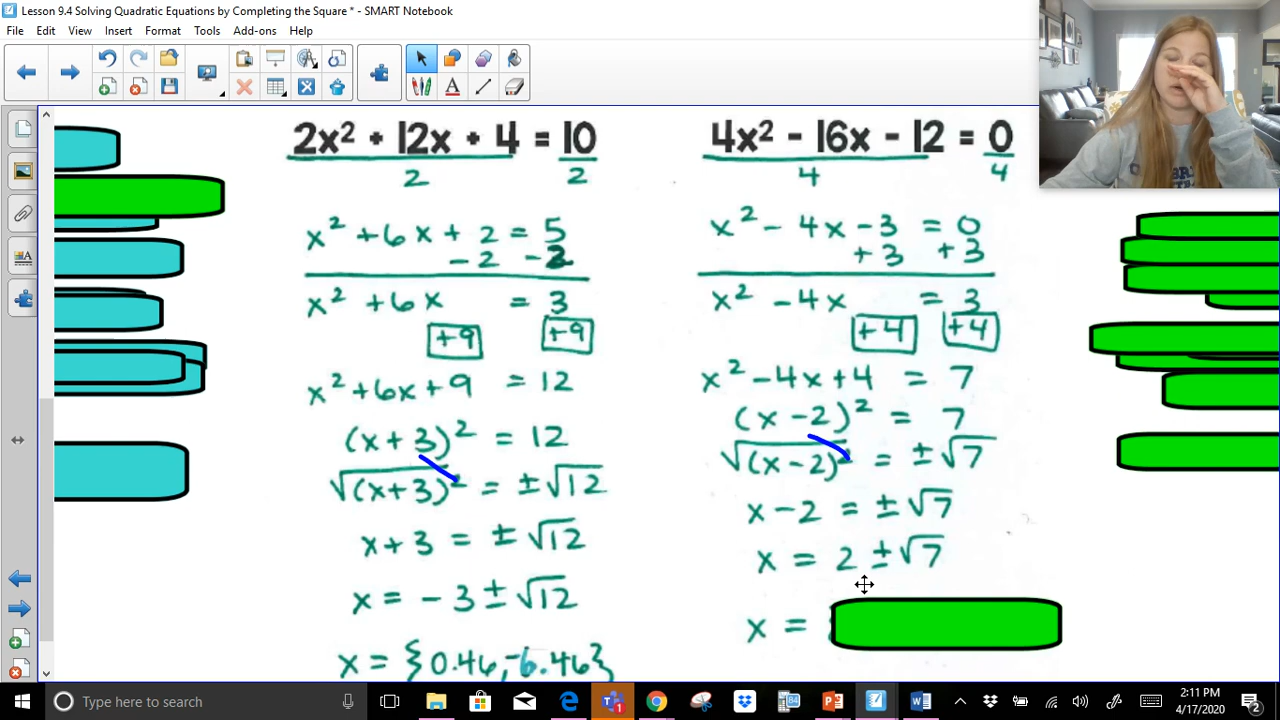 Lesson 9.4 Solving Quadratic Equations by Completing the Square * - SMART Notebook
File Edit View Insert Format Tools Add-ons Help
2x² + 12x + 4 = 10
2 2
x² + 6x + 2 = 5
- 2 - 2
x² + 6x = 3
+9 +9
x² + 6x + 9 = 12
(x + 3)² = 12
√(x + 3)² = ± √12
x + 3 = ± √12
x = - 3 ± √12
x = {0.46, -6.46}
4x² - 16x - 12 = 0
4 4
x² - 4x - 3 = 0
+ 3 + 3
x² - 4x = 3
+4 +4
x² - 4x + 4 = 7
(x - 2)² = 7
√(x - 2)² = ± √7
x - 2 = ± √7
x = 2 ± √7
x =
Type here to search
2:11 PM
4/17/2020